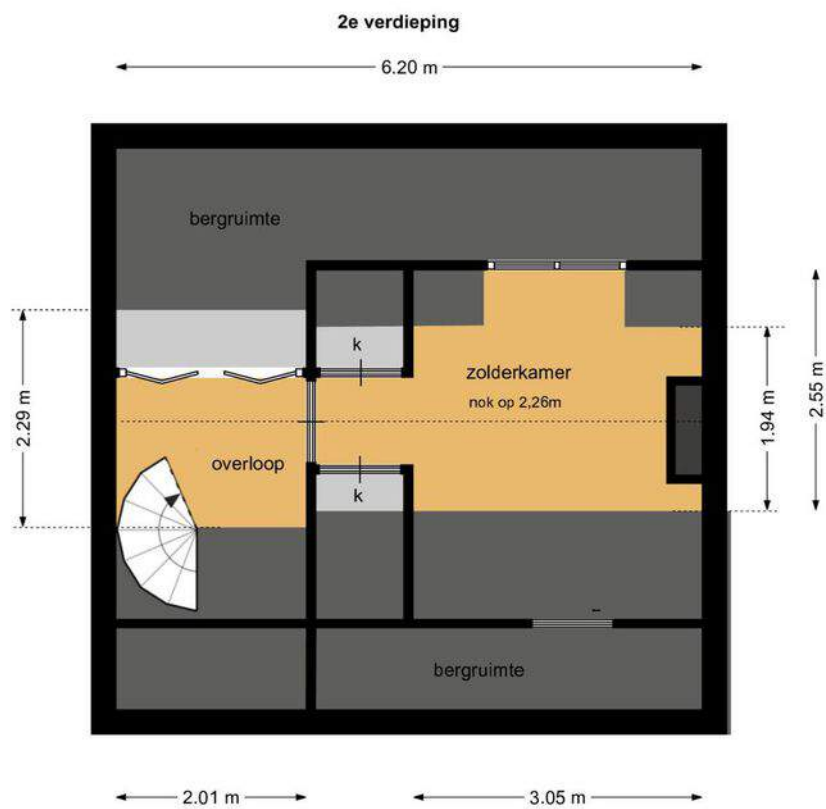 2e verdieping
6.20 m
bergruimte
k
zolderkamer
nok op 2,26m
2.29 m
overloop
1.94 m
2.55 m
k
bergruimte
2.01 m
3.05 m